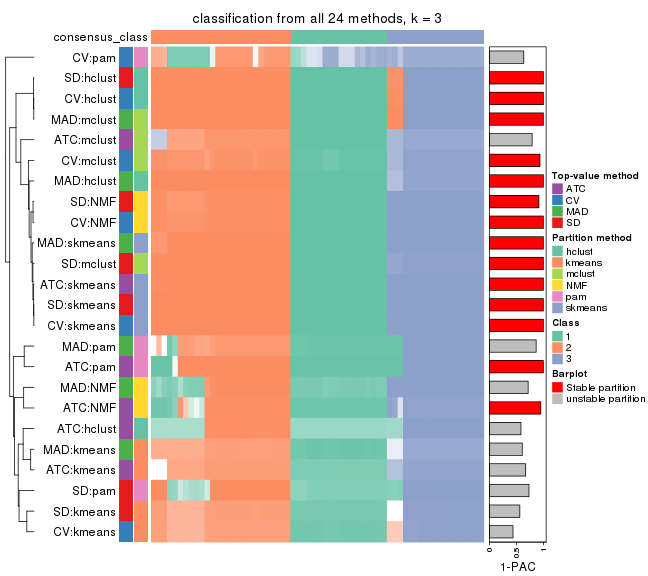 classification from all 24 methods, k = 3
consensus_class
CV:pam
SD:hclust
CV:hclust
MAD:mclust
ATC:mclust
CV:mclust
MAD:hclust
SD:NMF
CV:NMF
MAD:skmeans
SD:mclust
ATC:skmeans
SD:skmeans
CV:skmeans
MAD:pam
ATC:pam
MAD:NMF
ATC:NMF
ATC:hclust
MAD:kmeans
ATC:kmeans
SD:pam
SD:kmeans
CV:kmeans
0
0.5
1
1-PAC
Top-value method
ATC
CV
MAD
SD
Partition method
hclust
kmeans
mclust
NMF
pam
skmeans
Class
1
2
3
Barplot
Stable partition
unstable partition